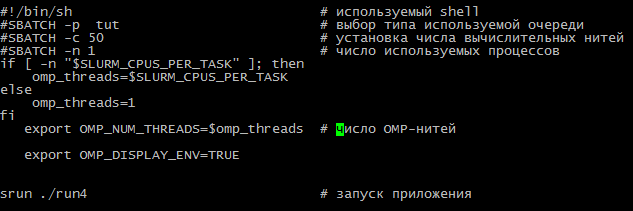 #!/bin/sh # используемый shell
#SBATCH -p  tut # выбор типа используемой очереди
#SBATCH -c 50 # установка числа вычислительных нитей
#SBATCH -n 1 # число используемых процессов
if [ -n "$SLURM_CPUS_PER_TASK" ]; then
    omp_threads=$SLURM_CPUS_PER_TASK
else
    omp_threads=1
fi
   export OMP_NUM_THREADS=$omp_threads  # число OMP-нитей
   export OMP_DISPLAY_ENV=TRUE
srun ./run4 # запуск приложения